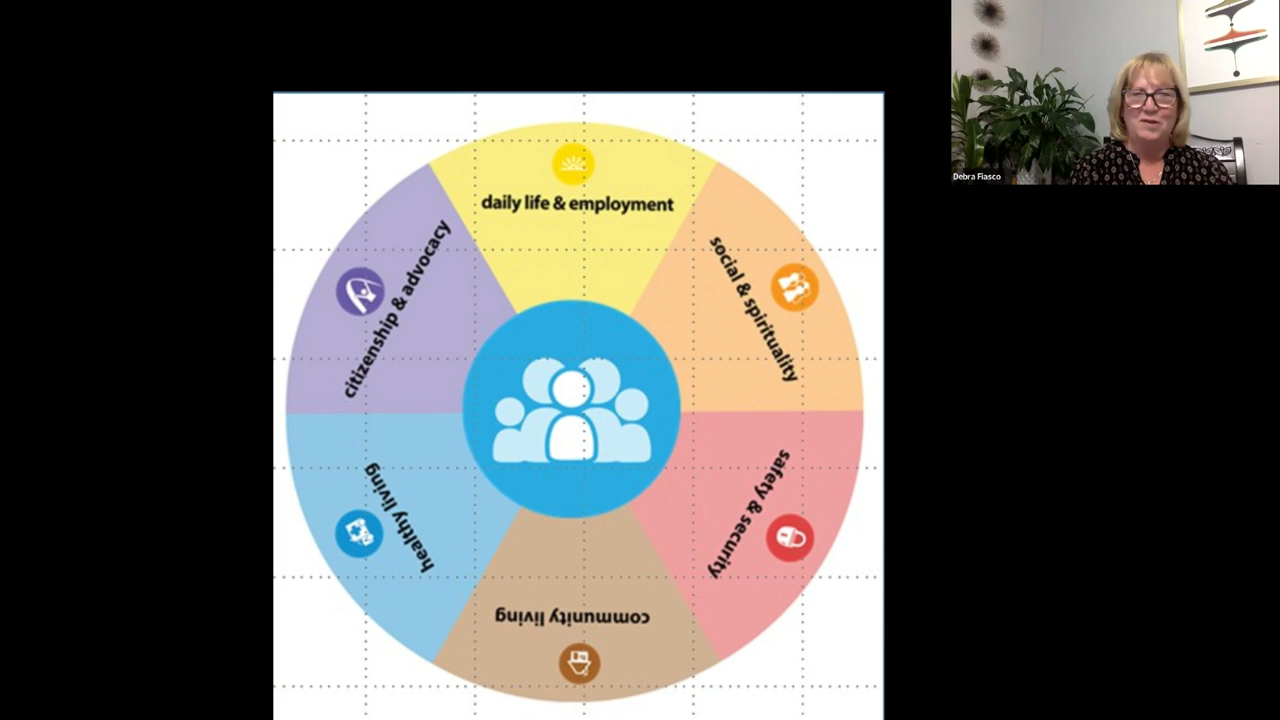 Debra Fiasco
daily life & employment
social & spirituality
safety & security
community living
healthy living
citizenship & advocacy